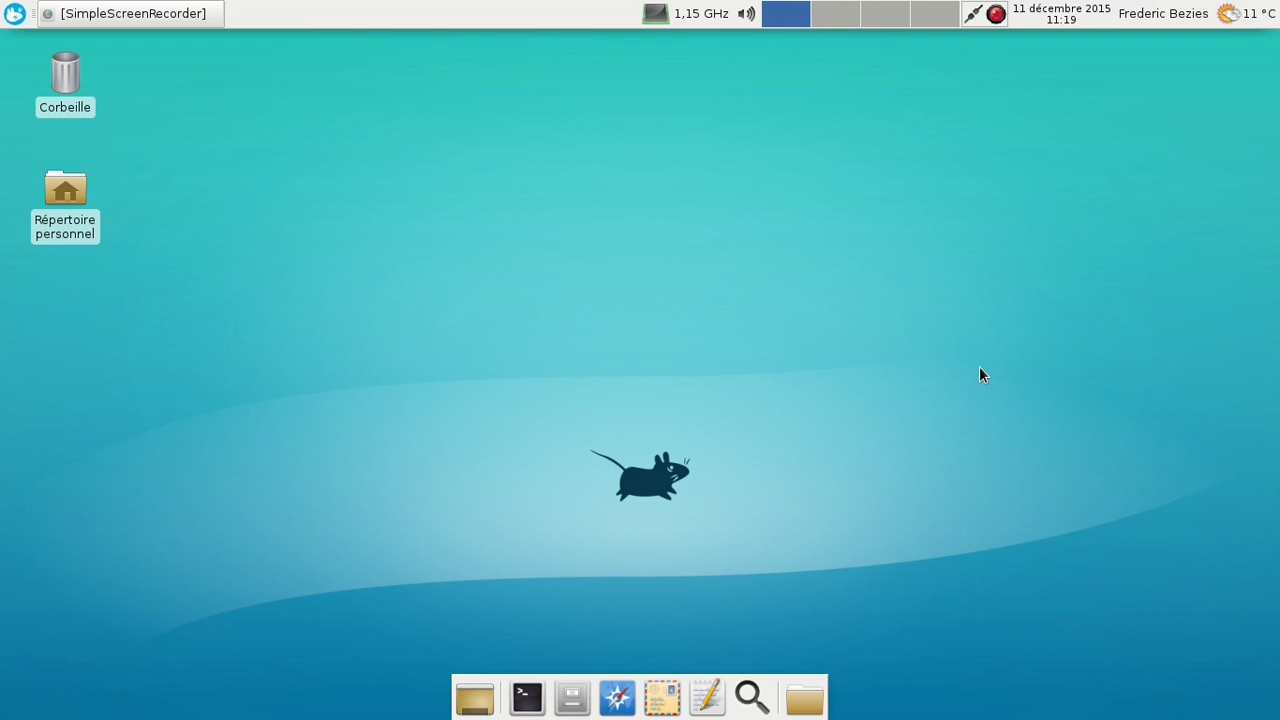 [SimpleScreenRecorder]
1,15 GHz
11 décembre 2015
11:19
Frederic Bezies
11 °C
Corbeille
Répertoire
personnel